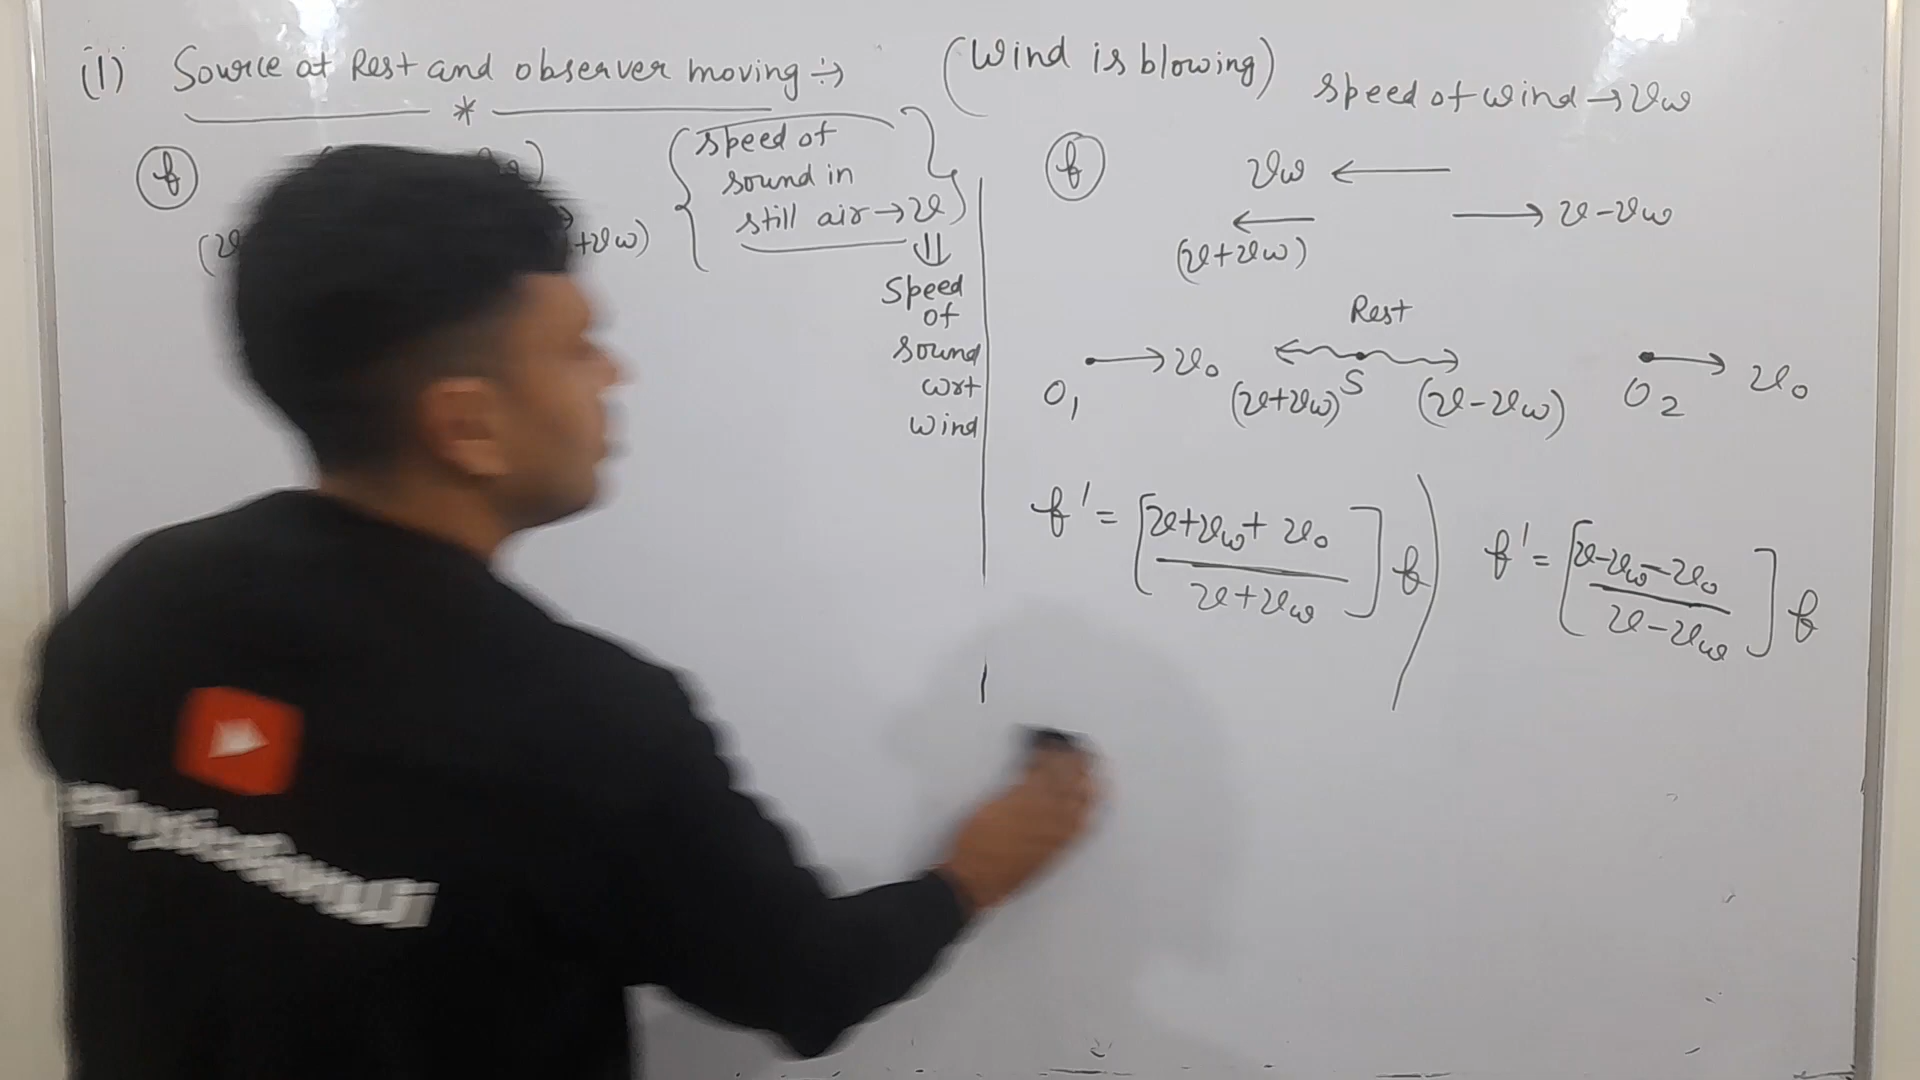 (1) Source at Rest and observer moving :→ (Wind is blowing)
speed of wind → vw
f
{speed of
sound in
still air → v}
+vw)
⇓
Speed
of
sound
wrt
wind
f
vw ←
← → v-vw
(v+vw)
Rest
O1 → vo S O2 → vo
(v+vw) (v-vw)
f' = [v+vw+vo / v+vw] f
f' = [v-vw-vo / v-vw] f